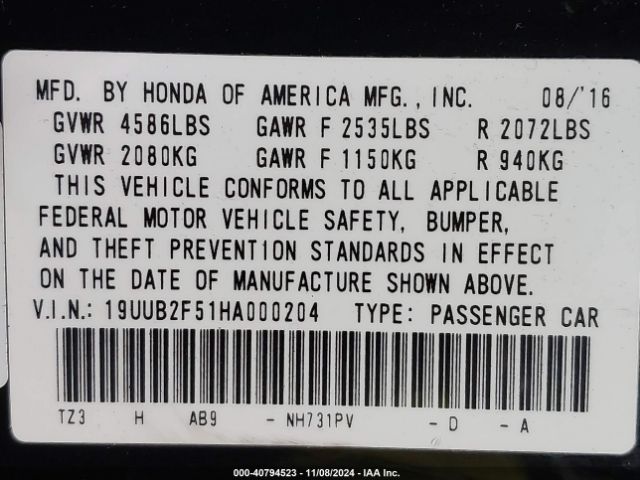 MFD. BY HONDA OF AMERICA MFG., INC. 08/'16
GVWR 4586LBS GAWR F 2535LBS R 2072LBS
GVWR 2080KG GAWR F 1150KG R 940KG
THIS VEHICLE CONFORMS TO ALL APPLICABLE
FEDERAL MOTOR VEHICLE SAFETY, BUMPER,
AND THEFT PREVENTION STANDARDS IN EFFECT
ON THE DATE OF MANUFACTURE SHOWN ABOVE.
V.I.N.: 19UUB2F51HA000204 TYPE: PASSENGER CAR
TZ3 H AB9 - NH731PV - D - A
000-40794523 - 11/08/2024 - IAA Inc.